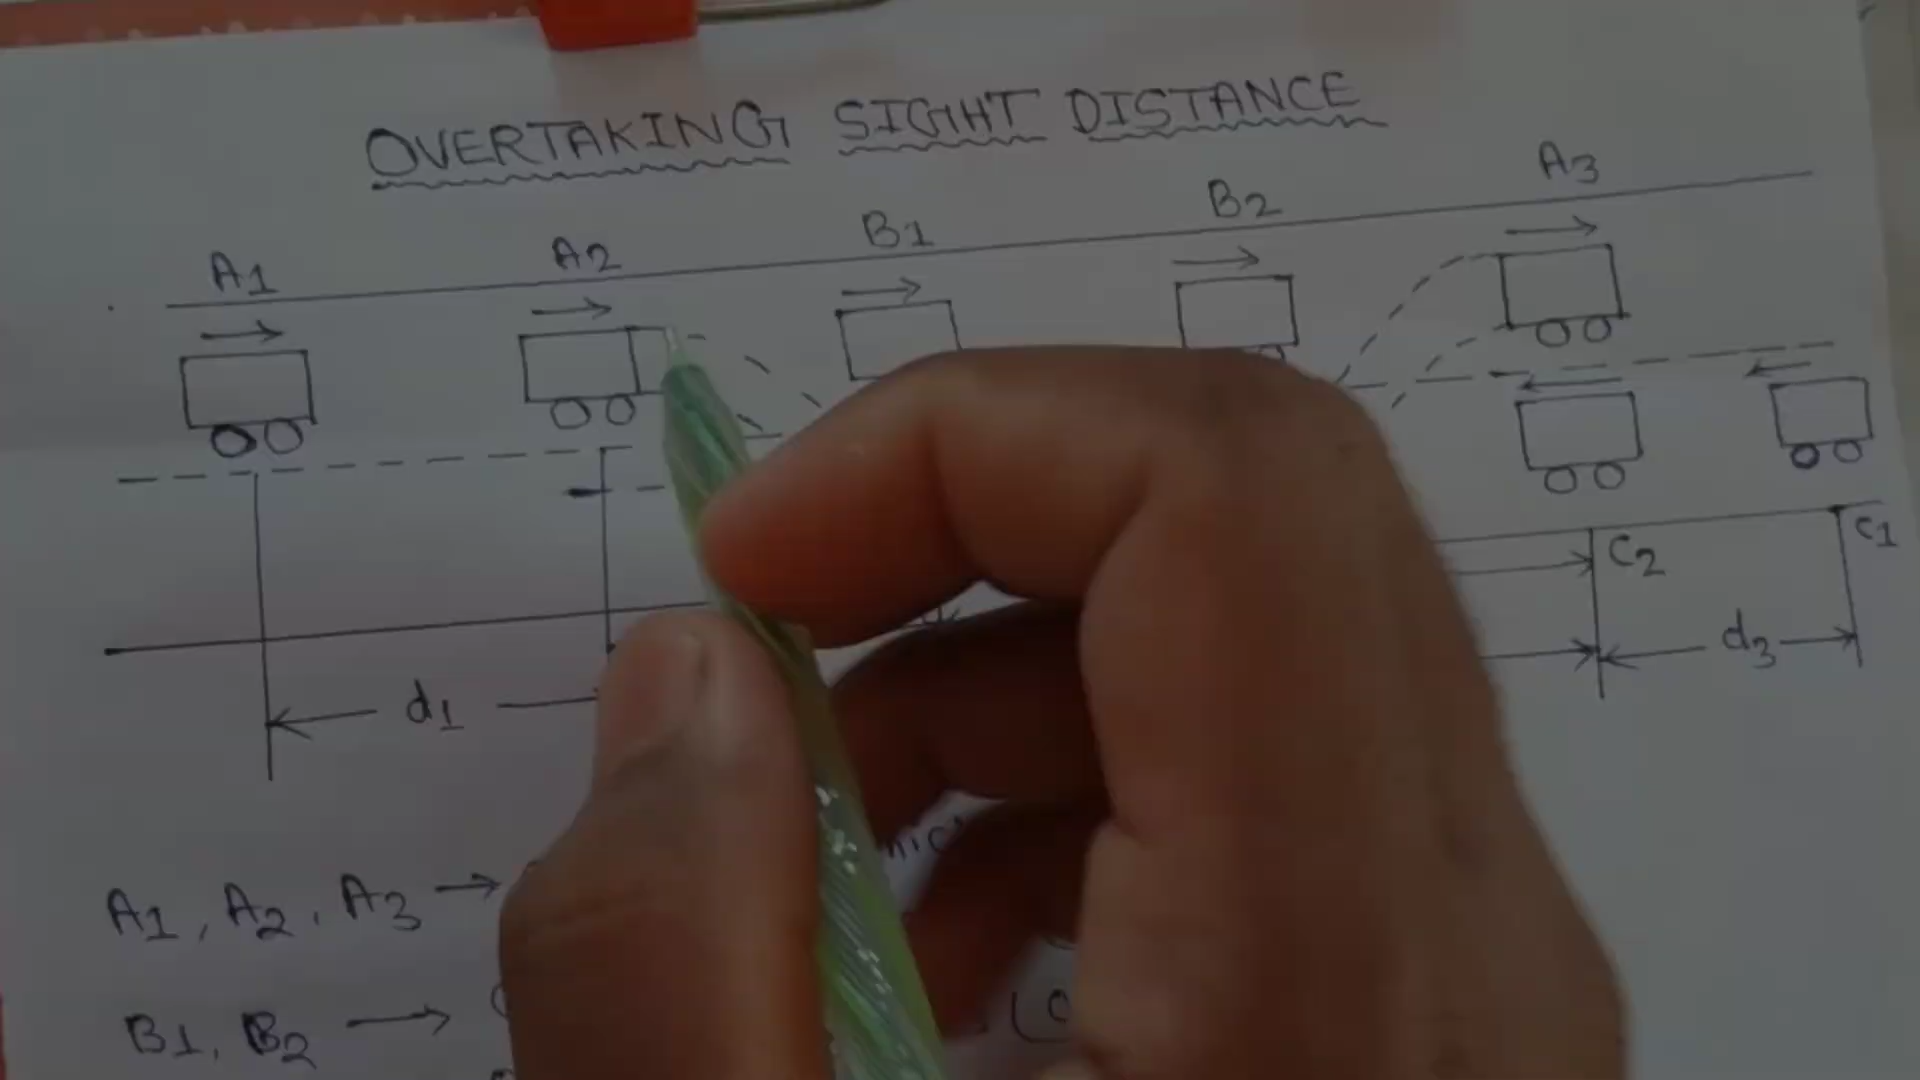 OVERTAKING SIGHT DISTANCE
A1 A2 B1 B2 A3
C2 C1
d1 d3
A1, A2, A3 →
B1, B2 →